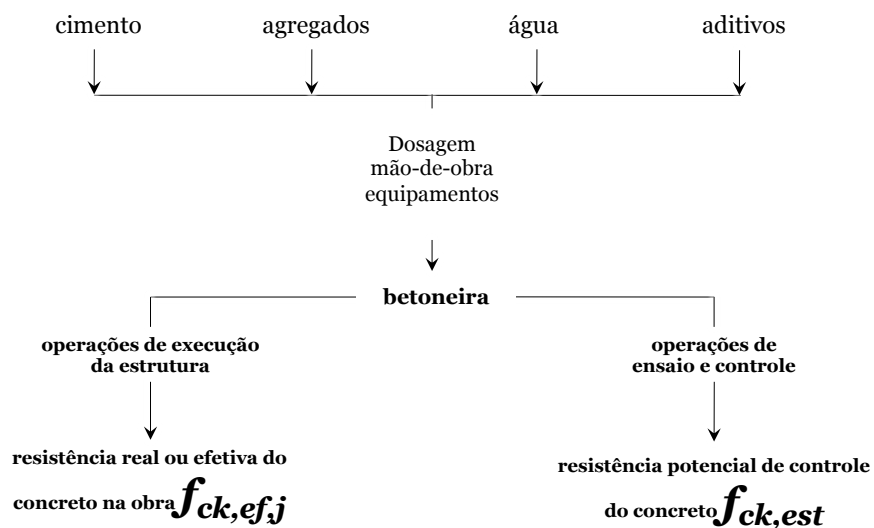 cimento agregados água aditivos
Dosagem
mão-de-obra
equipamentos
betoneira
operações de execução
da estrutura
operações de
ensaio e controle
resistência real ou efetiva do
concreto na obra fck,ef,j
resistência potencial de controle
do concreto fck,est